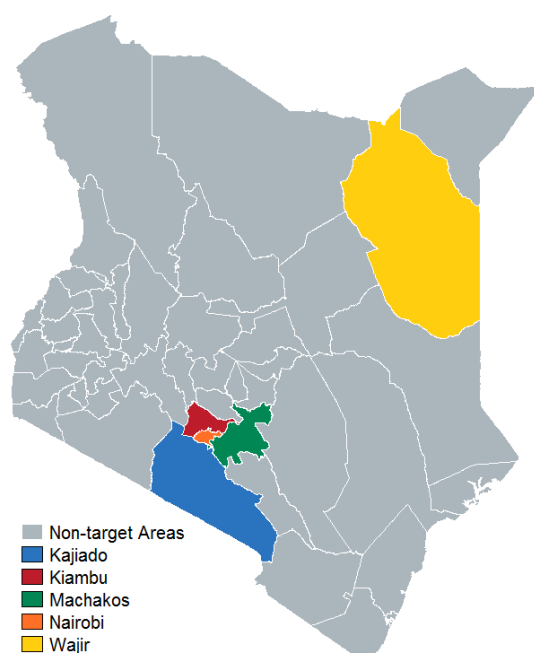 Non-target Areas
Kajiado
Kiambu
Machakos
Nairobi
Wajir